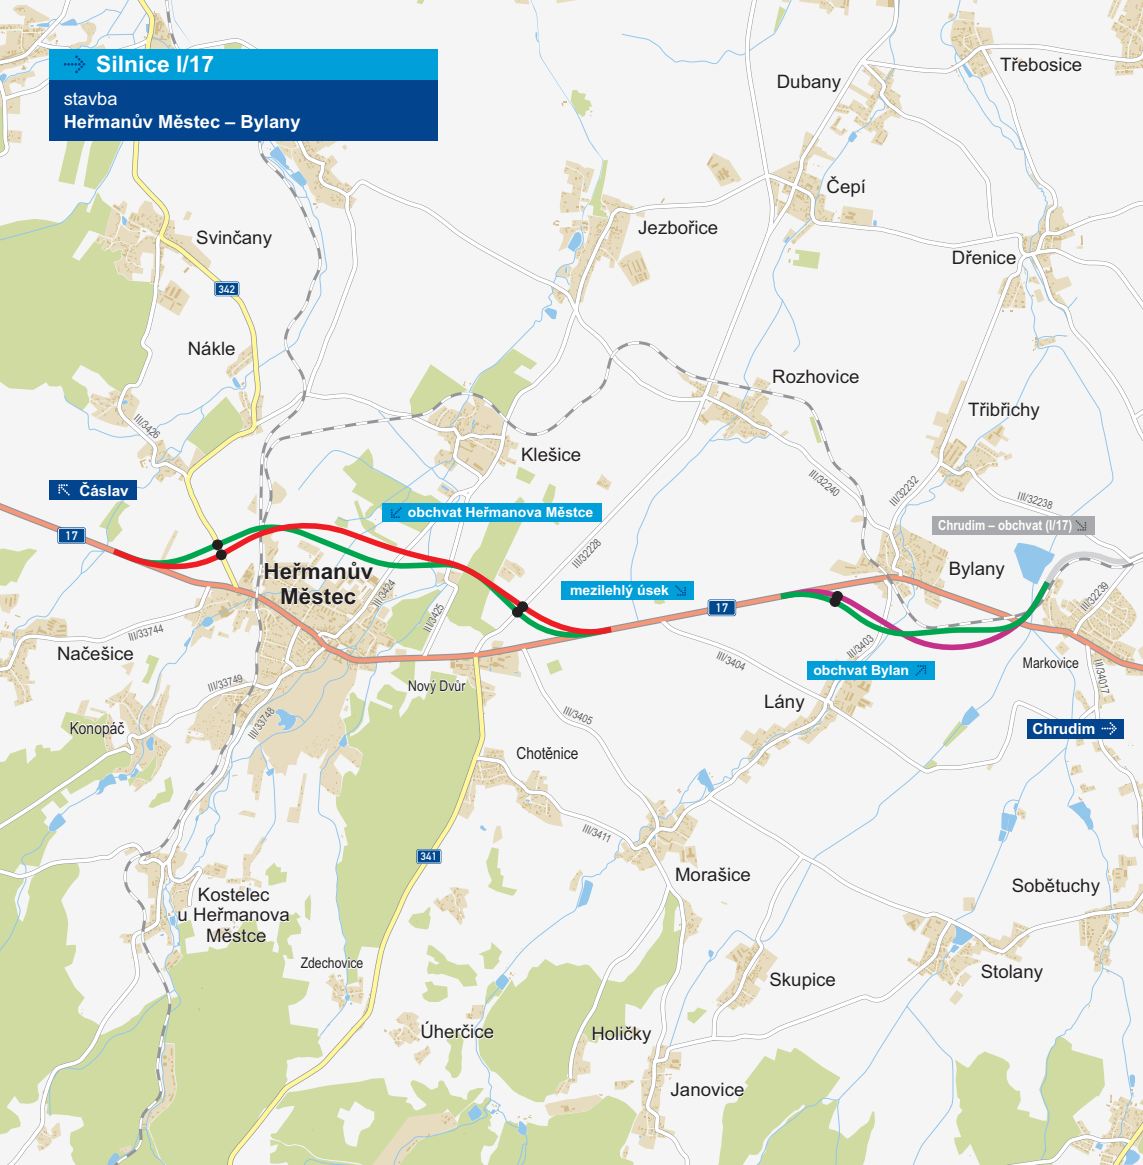 Silnice I/17
stavba
Heřmanův Městec – Bylany
Dubany
Třebosice
Čepí
Jezbořice
Svinčany
Dřenice
342
Nákle
Rozhovice
Třibřichy
III/3426
Klešice
III/32240
III/32232
III/32238
Čáslav
obchvat Heřmanova Městce
Chrudim – obchvat (I/17)
17
III/32228
Heřmanův
Městec
Bylany
mezilehlý úsek
III/3424
III/32239
17
III/3425
III/33744
III/3403
Načešice
III/3404
Markovice
obchvat Bylan
III/34017
III/33749
Nový Dvůr
Lány
III/33748
III/3405
Konopáč
Chrudim
Chotěnice
III/3411
341
Morašice
Sobětuchy
Kostelec
u Heřmanova
Městce
Zdechovice
Stolany
Skupice
Úherčice
Holičky
Janovice